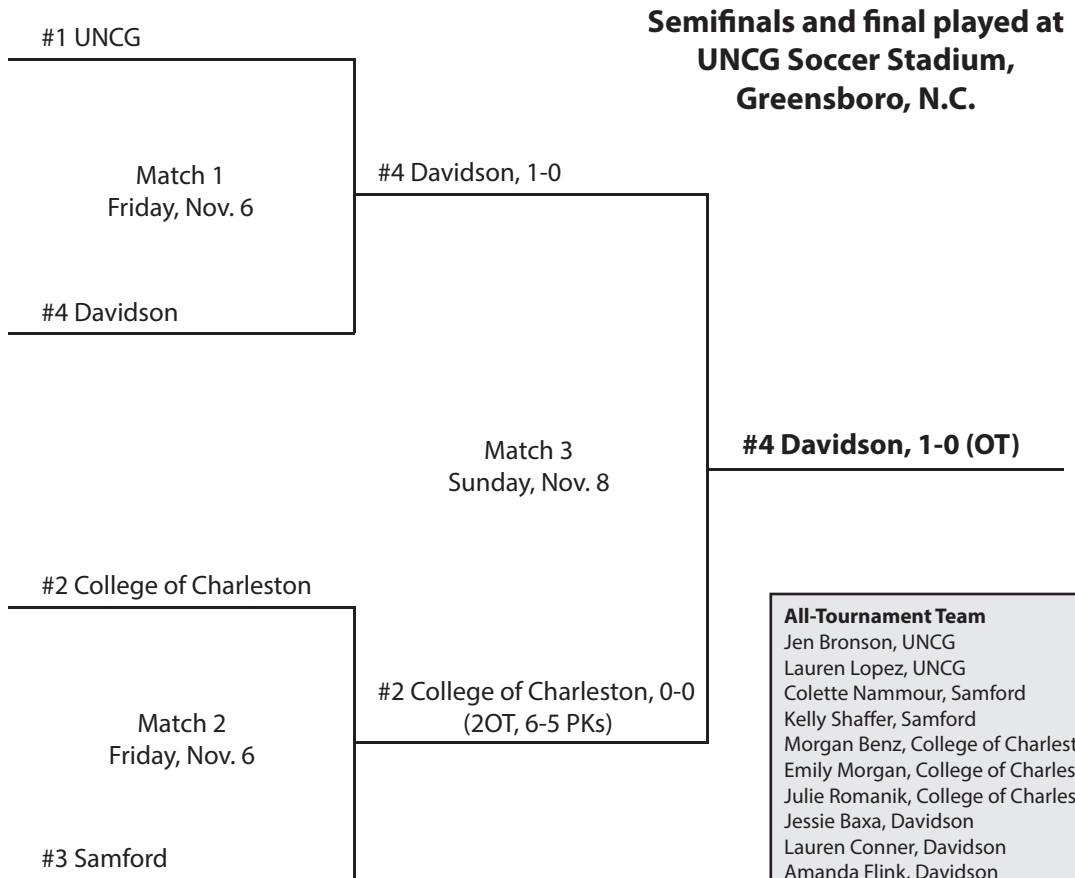 #1 UNCG
Semifinals and final played at
UNCG Soccer Stadium,
Greensboro, N.C.
Match 1
Friday, Nov. 6
#4 Davidson, 1-0
#4 Davidson
Match 3
Sunday, Nov. 8
#4 Davidson, 1-0 (OT)
#2 College of Charleston
#2 College of Charleston, 0-0
(2OT, 6-5 PKs)
Match 2
Friday, Nov. 6
#3 Samford
All-Tournament Team
Jen Bronson, UNCG
Lauren Lopez, UNCG
Colette Nammour, Samford
Kelly Shaffer, Samford
Morgan Benz, College of
Emily Morgan, College of
Julie Romanik, College of
Jessie Baxa, Davidson
Lauren Conner, Davidson
Amanda Flink, Davidson